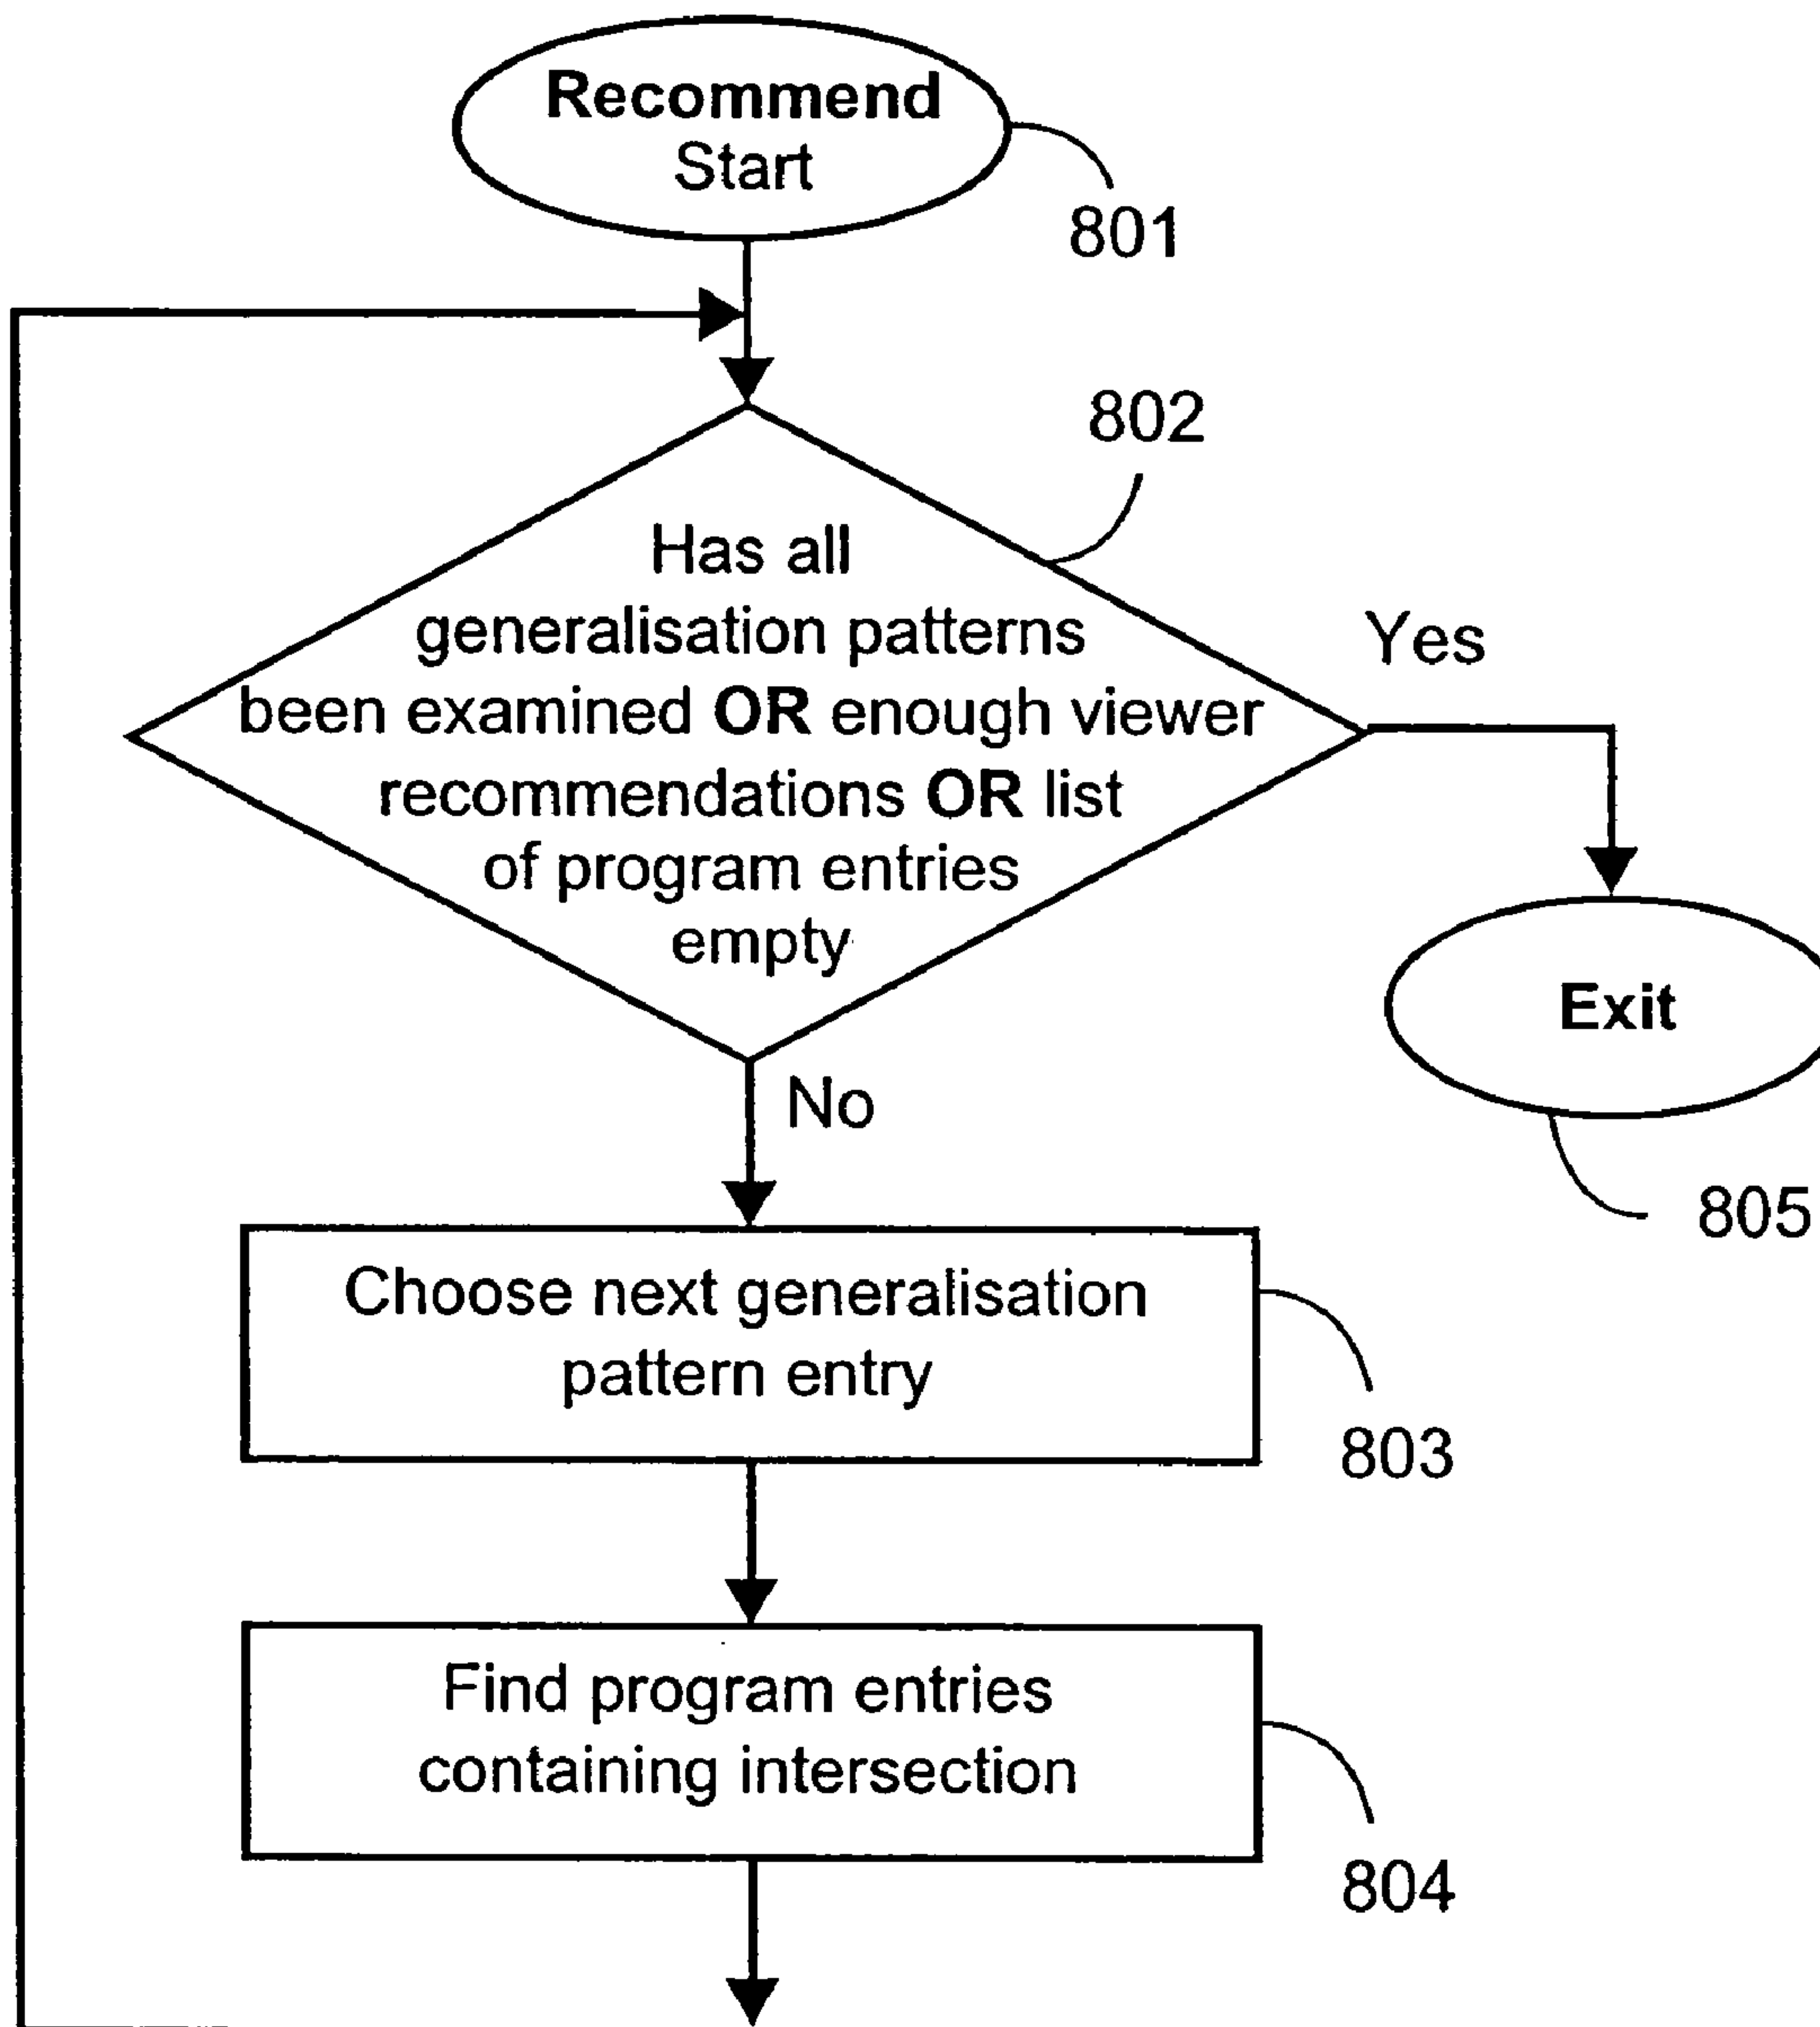 Recommend
Start
801
802
Has all
generalisation patterns
been examined OR enough viewer
recommendations OR list
of program entries
empty
Yes
Exit
805
No
Choose next generalisation
pattern entry
803
Find program entries
containing intersection
804